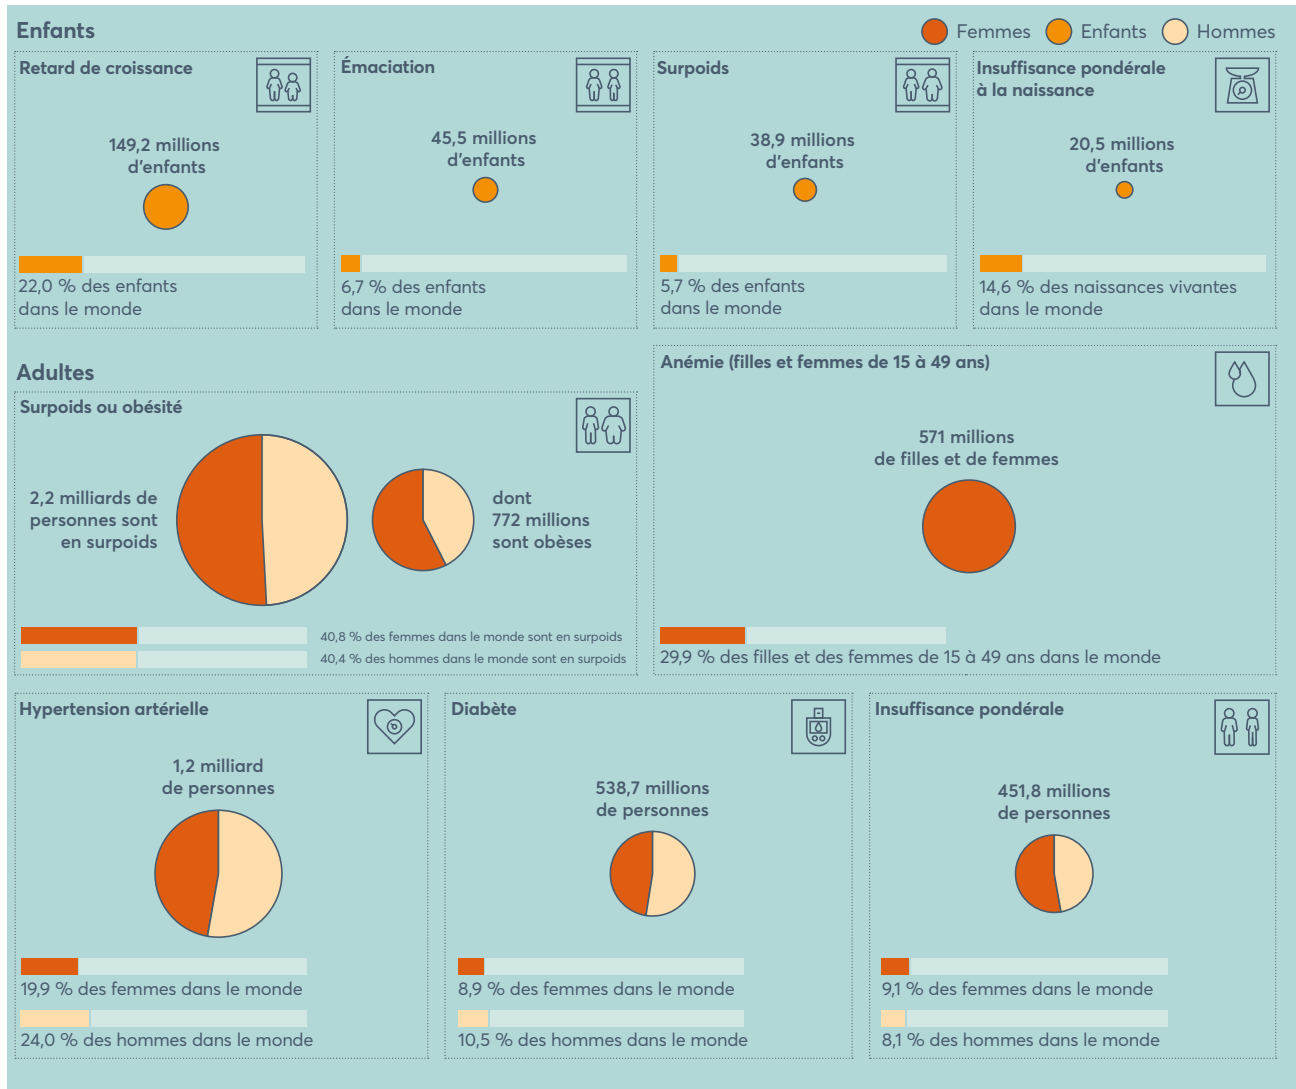 Enfants
Femmes
Enfants
Hommes
Retard de croissance
149,2 millions
d'enfants
22,0 % des enfants
dans le monde
Émaciation
45,5 millions
d'enfants
6,7 % des enfants
dans le monde
Surpoids
38,9 millions
d'enfants
5,7 % des enfants
dans le monde
Insuffisance pondérale
à la naissance
20,5 millions
d'enfants
14,6 % des naissances vivantes
dans le monde
Adultes
Surpoids ou obésité
2,2 milliards de
personnes sont
en surpoids
dont
772 millions
sont obèses
40,8 % des femmes dans le monde sont en surpoids
40,4 % des hommes dans le monde sont en surpoids
Anémie (filles et femmes de 15 à 49 ans)
571 millions
de filles et de femmes
29,9 % des filles et des femmes de 15 à 49 ans dans le monde
Hypertension artérielle
1,2 milliard
de personnes
19,9 % des femmes dans le monde
24,0 % des hommes dans le monde
Diabète
538,7 millions
de personnes
8,9 % des femmes dans le monde
10,5 % des hommes dans le monde
Insuffisance pondérale
451,8 millions
de personnes
9,1 % des femmes dans le monde
8,1 % des hommes dans le monde